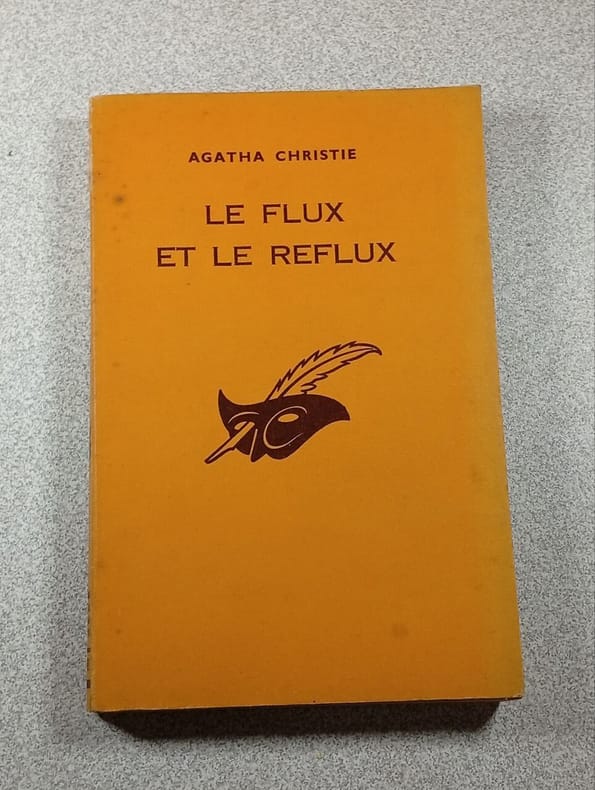 AGATHA CHRISTIE
LE FLUX
ET LE REFLUX